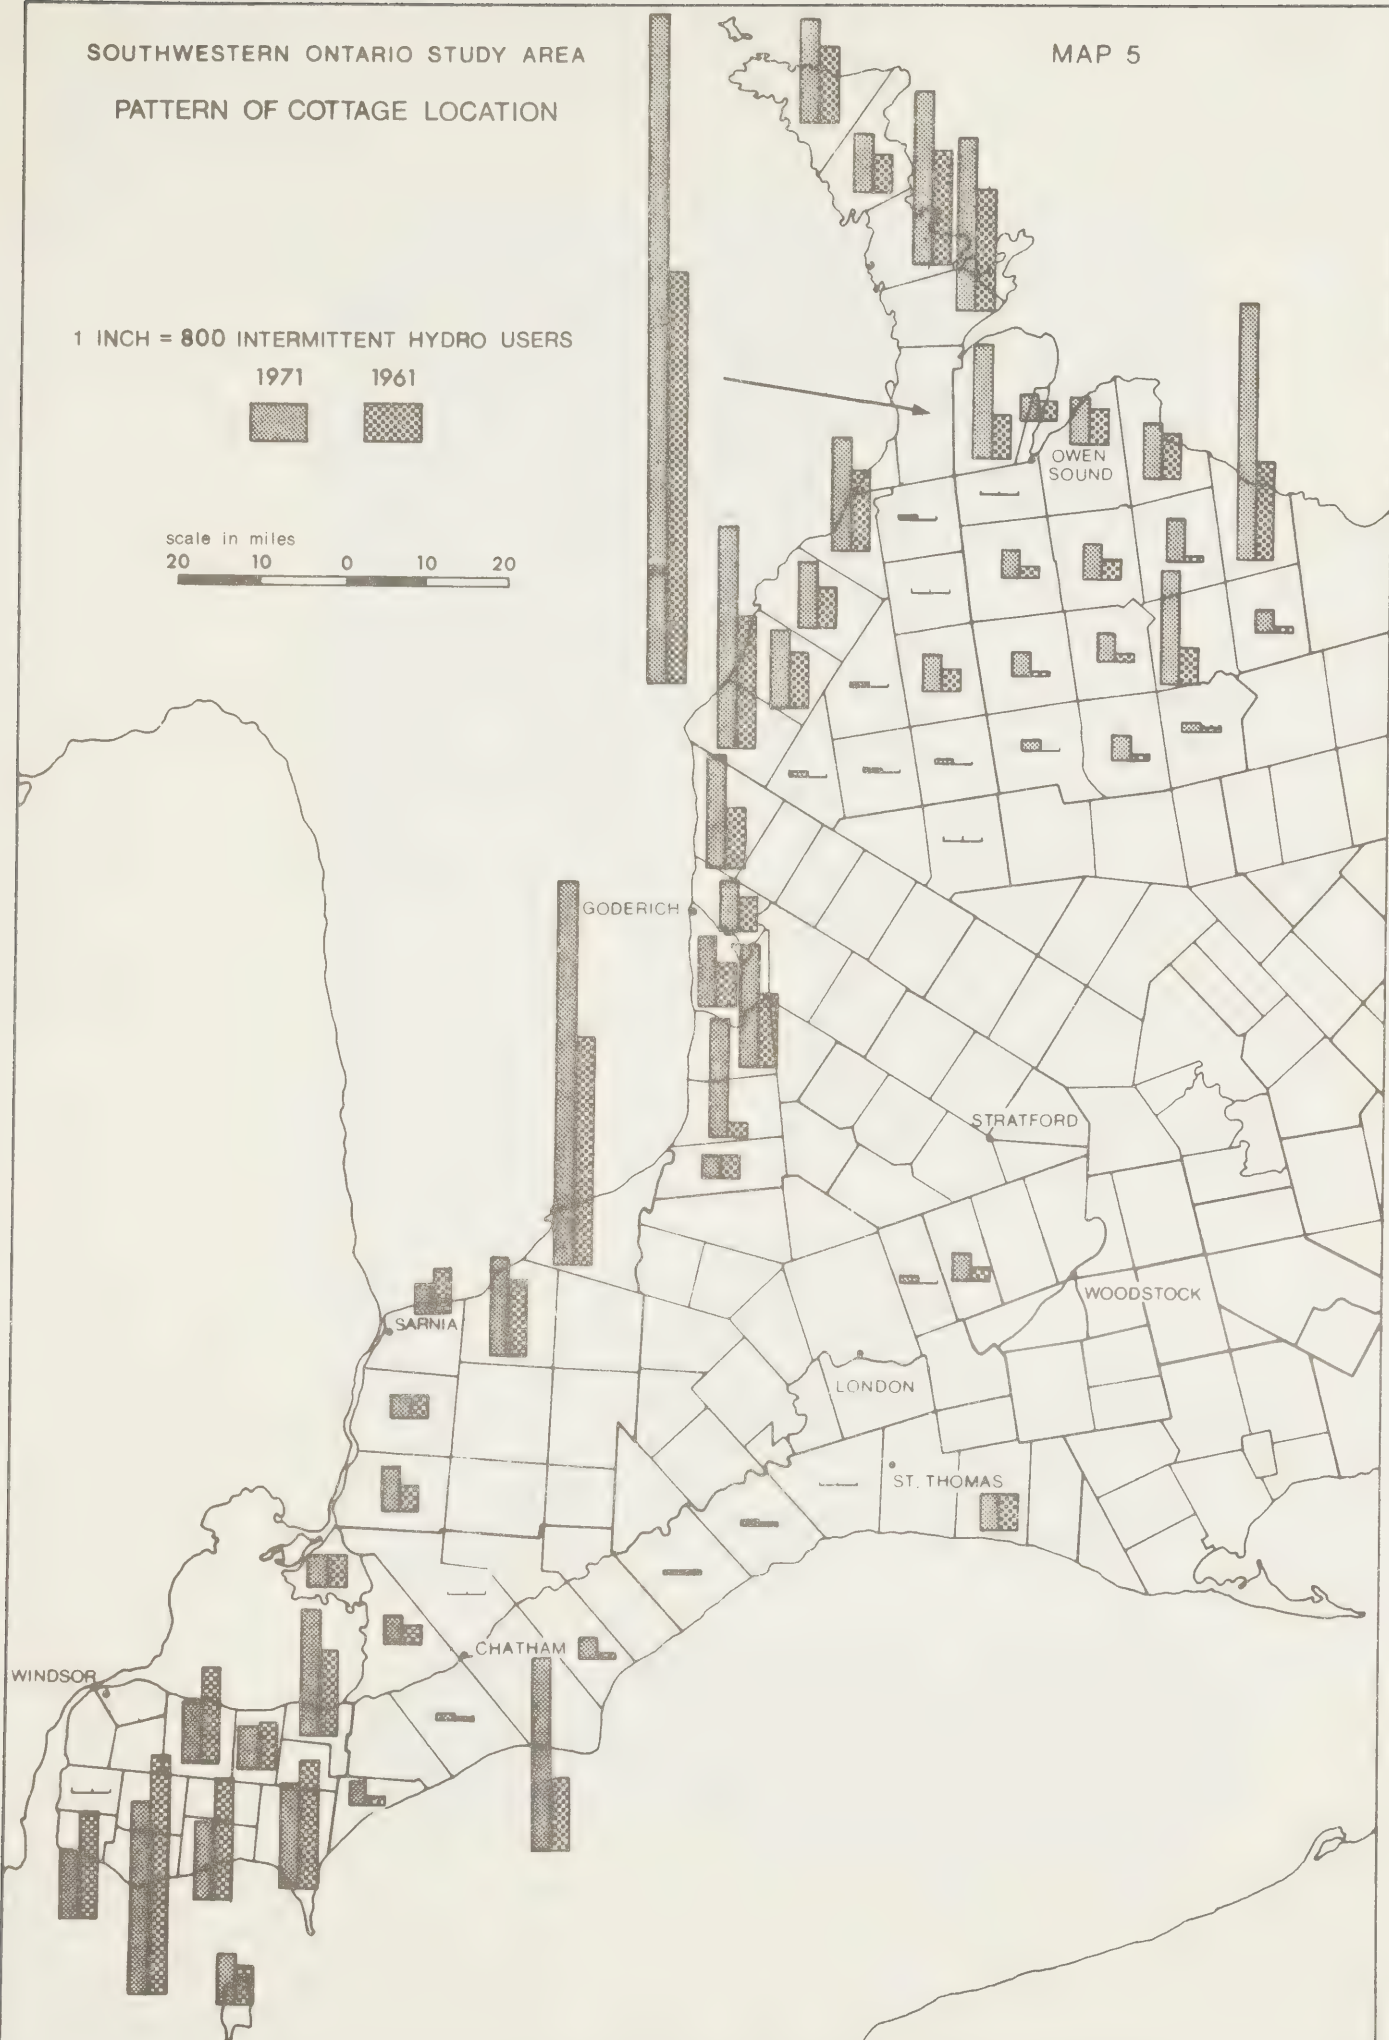 SOUTHWESTERN ONTARIO STUDY AREA
PATTERN OF COTTAGE LOCATION
MAP 5
1 INCH = 800 INTERMITTENT HYDRO USERS
1971 1961
scale in miles
20 10 0 10 20
OWEN
SOUND
GODERICH
STRATFORD
WOODSTOCK
SARNIA
LONDON
ST. THOMAS
CHATHAM
WINDSOR